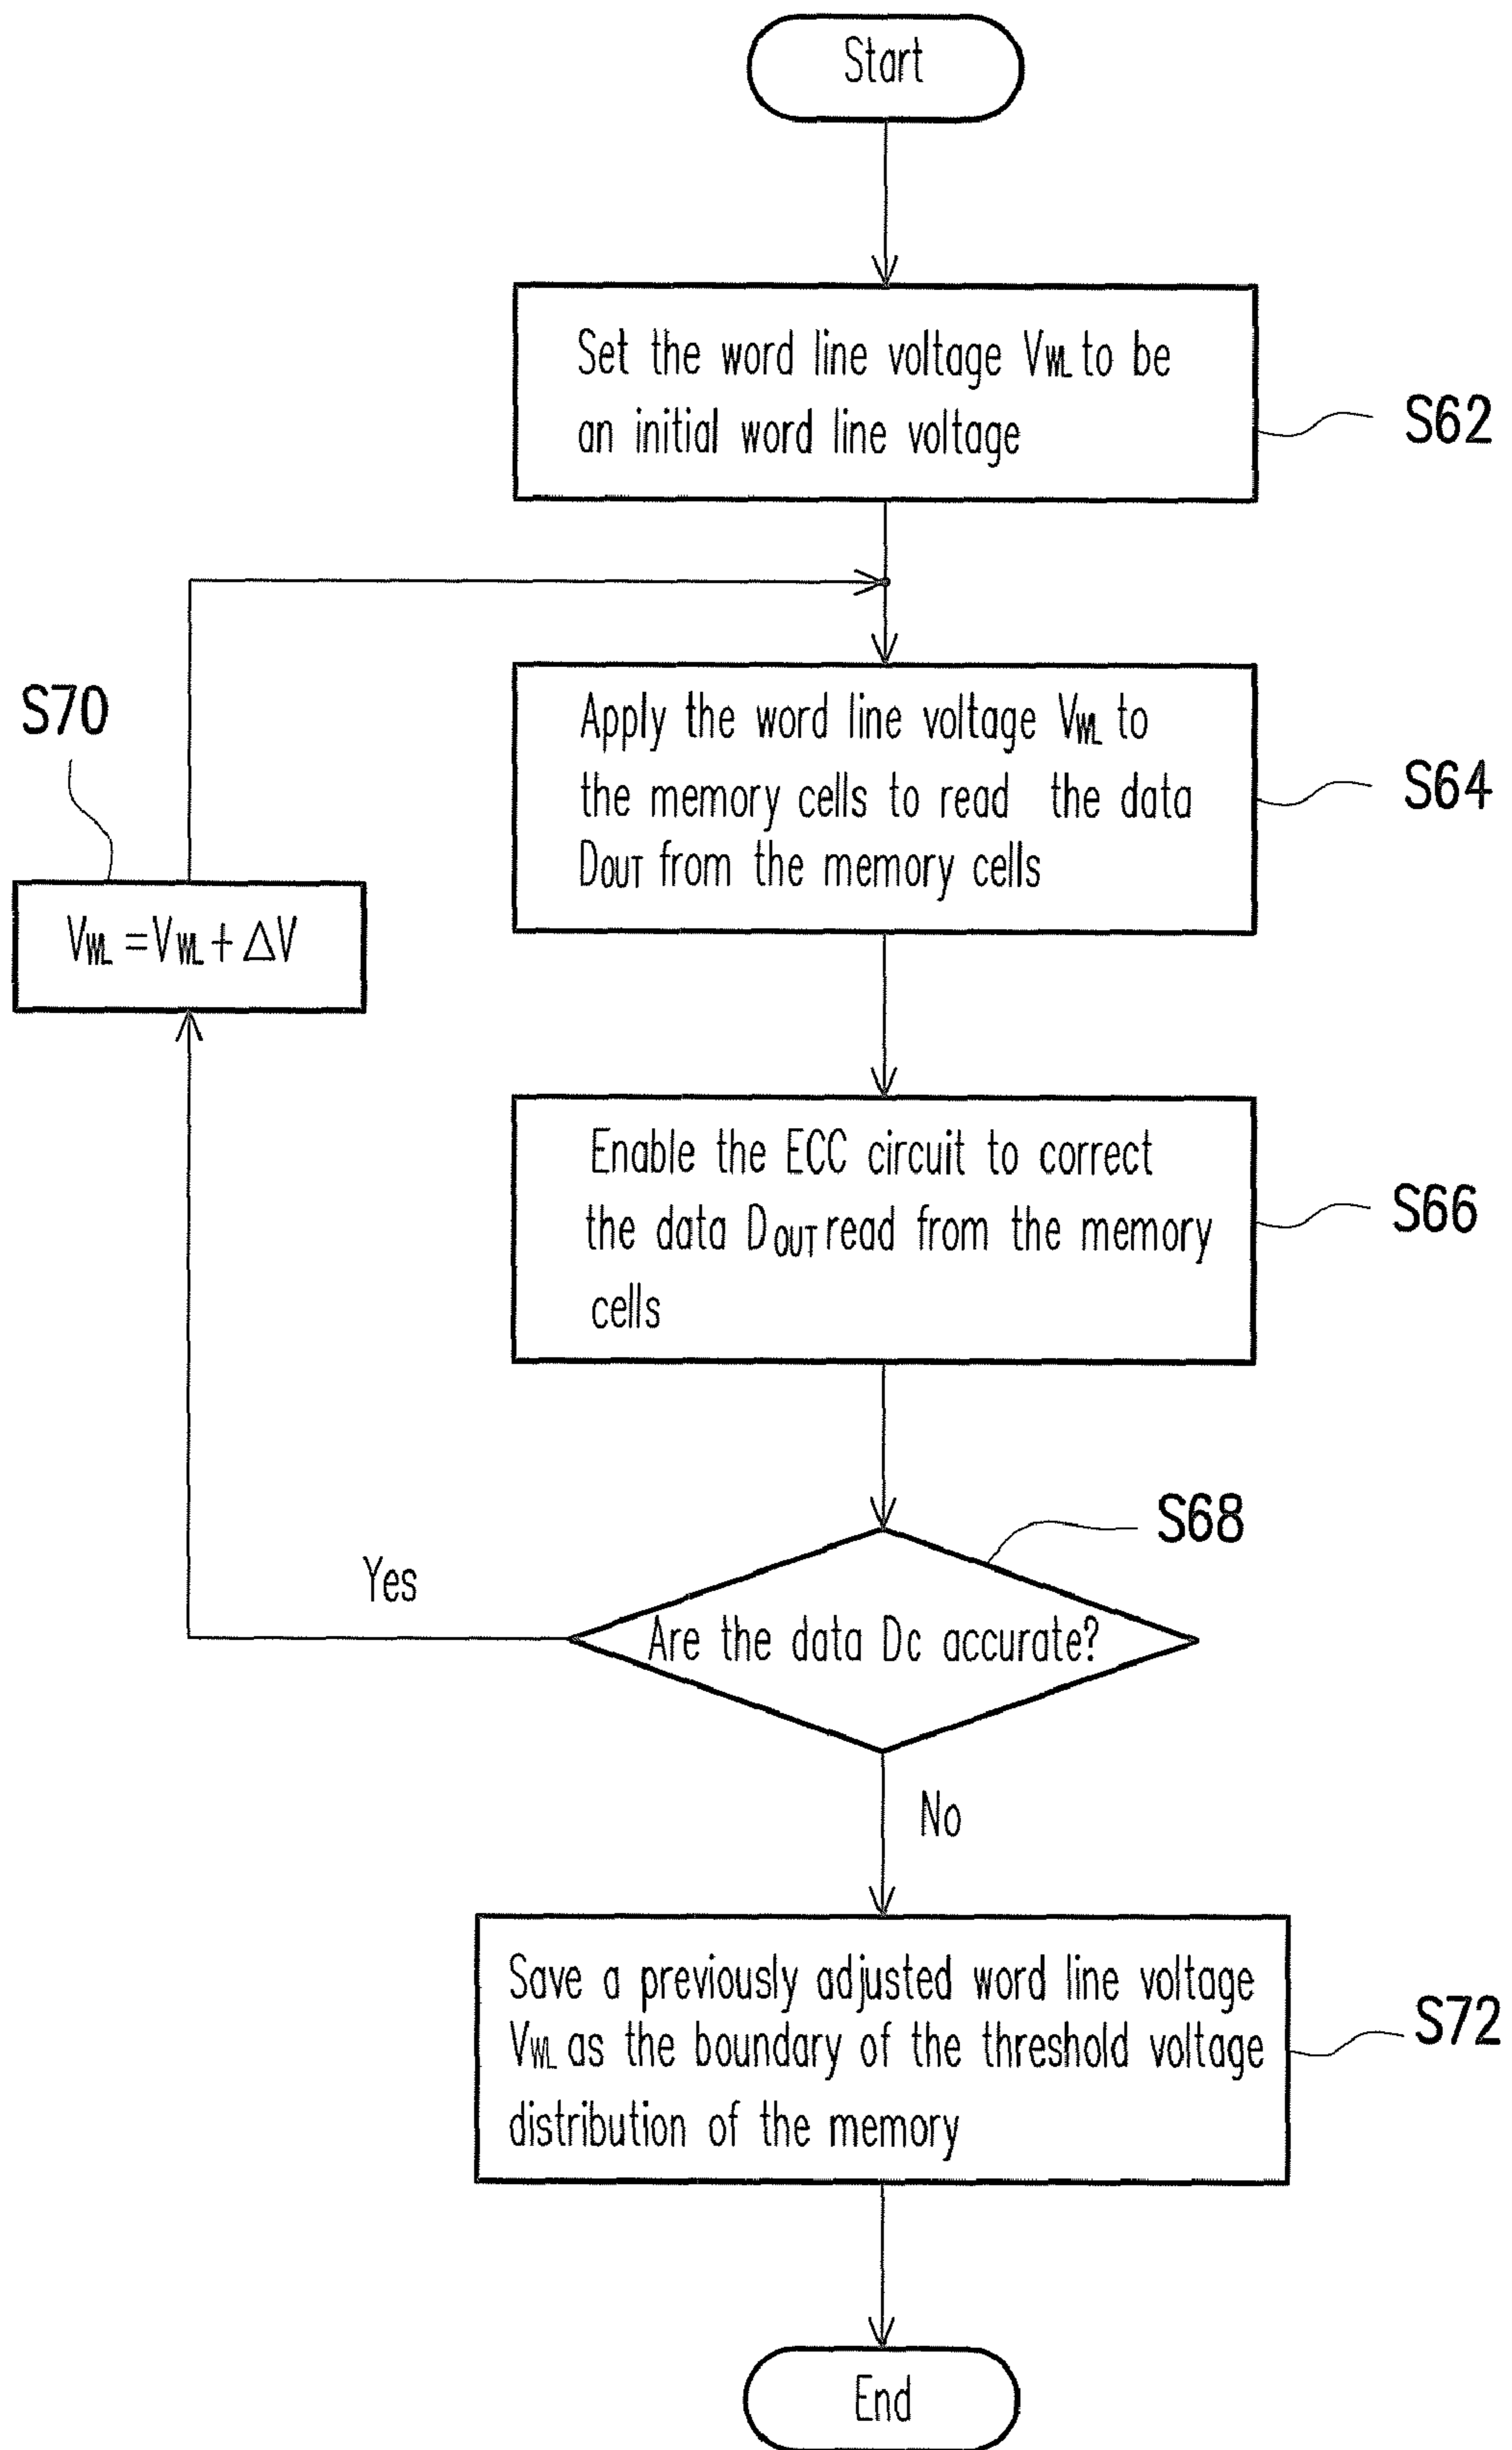 Start
Set the word line voltage VWL to be
an initial word line voltage
S62
S70
Apply the word line voltage VWL to
the memory cells to read the data
DOUT from the memory cells
S64
VWL = VWL + ΔV
Enable the ECC circuit to correct
the data DOUT read from the memory
cells
S66
S68
Yes
Are the data Dc accurate?
No
Save a previously adjusted word line voltage
VWL as the boundary of the threshold voltage
distribution of the memory
S72
End